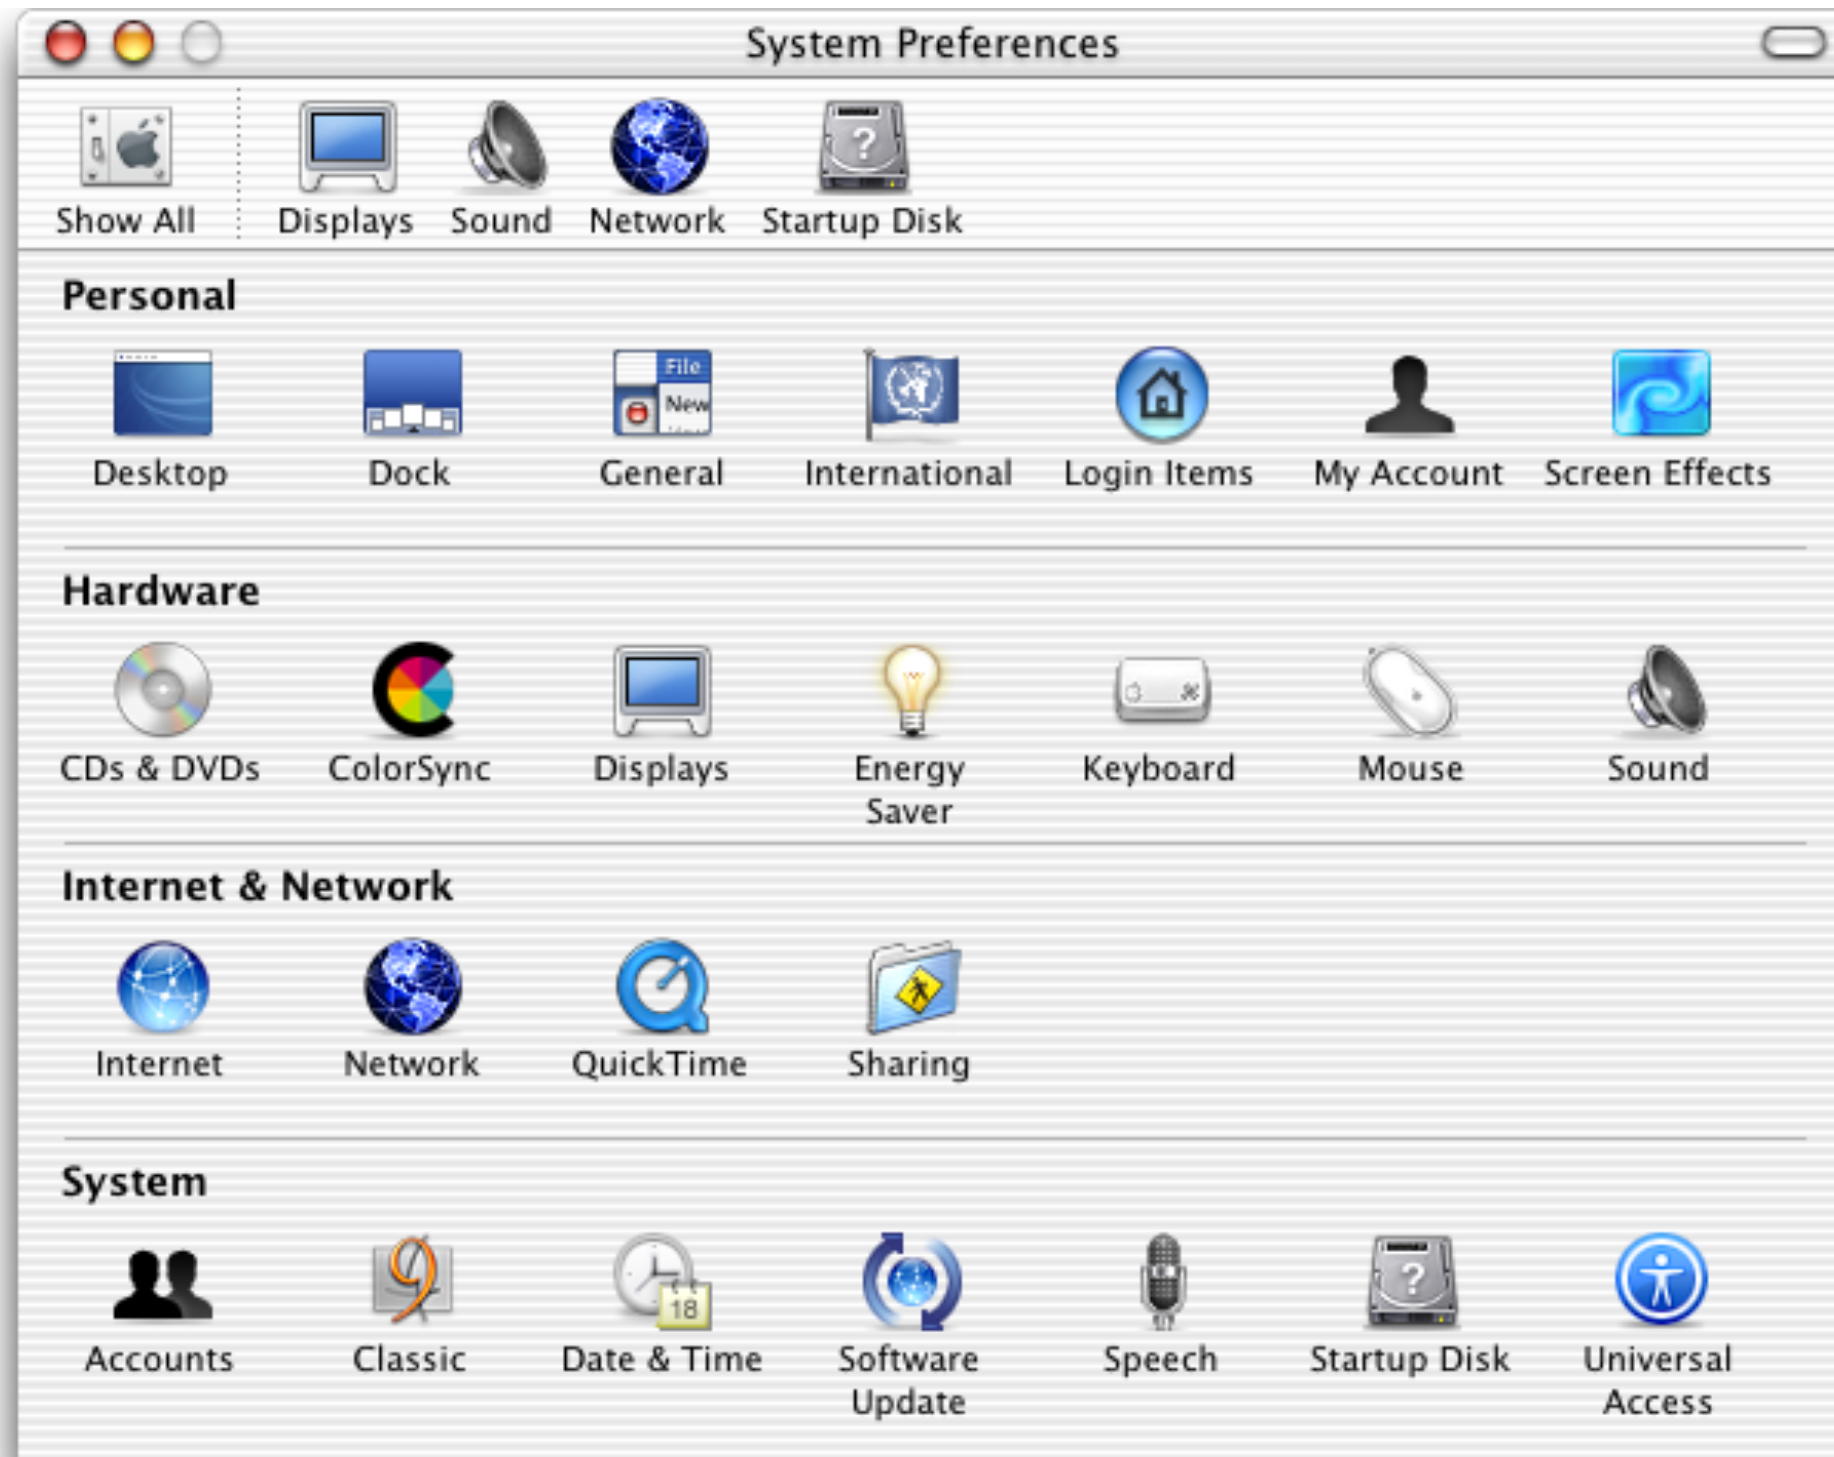 System Preferences
Show All Displays Sound Network Startup Disk
Personal
File
New
Desktop Dock General International Login Items My Account Screen Effects
Hardware
CDs & DVDs ColorSync Displays Energy Saver Keyboard Mouse Sound
Internet & Network
Internet Network QuickTime Sharing
System
9
18
Accounts Classic Date & Time Software Update Speech Startup Disk Universal Access